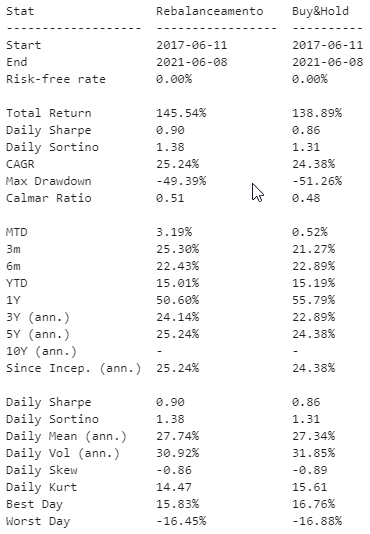 Stat Rebalanceamento Buy&Hold
------------------- ----------------- ----------
Start 2017-06-11 2017-06-11
End 2021-06-08 2021-06-08
Risk-free rate 0.00% 0.00%
Total Return 145.54% 138.89%
Daily Sharpe 0.90 0.86
Daily Sortino 1.38 1.31
CAGR 25.24% 24.38%
Max Drawdown -49.39% -51.26%
Calmar Ratio 0.51 0.48
MTD 3.19% 0.52%
3m 25.30% 21.27%
6m 22.43% 22.89%
YTD 15.01% 15.19%
1Y 50.60% 55.79%
3Y (ann.) 24.14% 22.89%
5Y (ann.) 25.24% 24.38%
10Y (ann.) - -
Since Incep. (ann.) 25.24% 24.38%
Daily Sharpe 0.90 0.86
Daily Sortino 1.38 1.31
Daily Mean (ann.) 27.74% 27.34%
Daily Vol (ann.) 30.92% 31.85%
Daily Skew -0.86 -0.89
Daily Kurt 14.47 15.61
Best Day 15.83% 16.76%
Worst Day -16.45% -16.88%